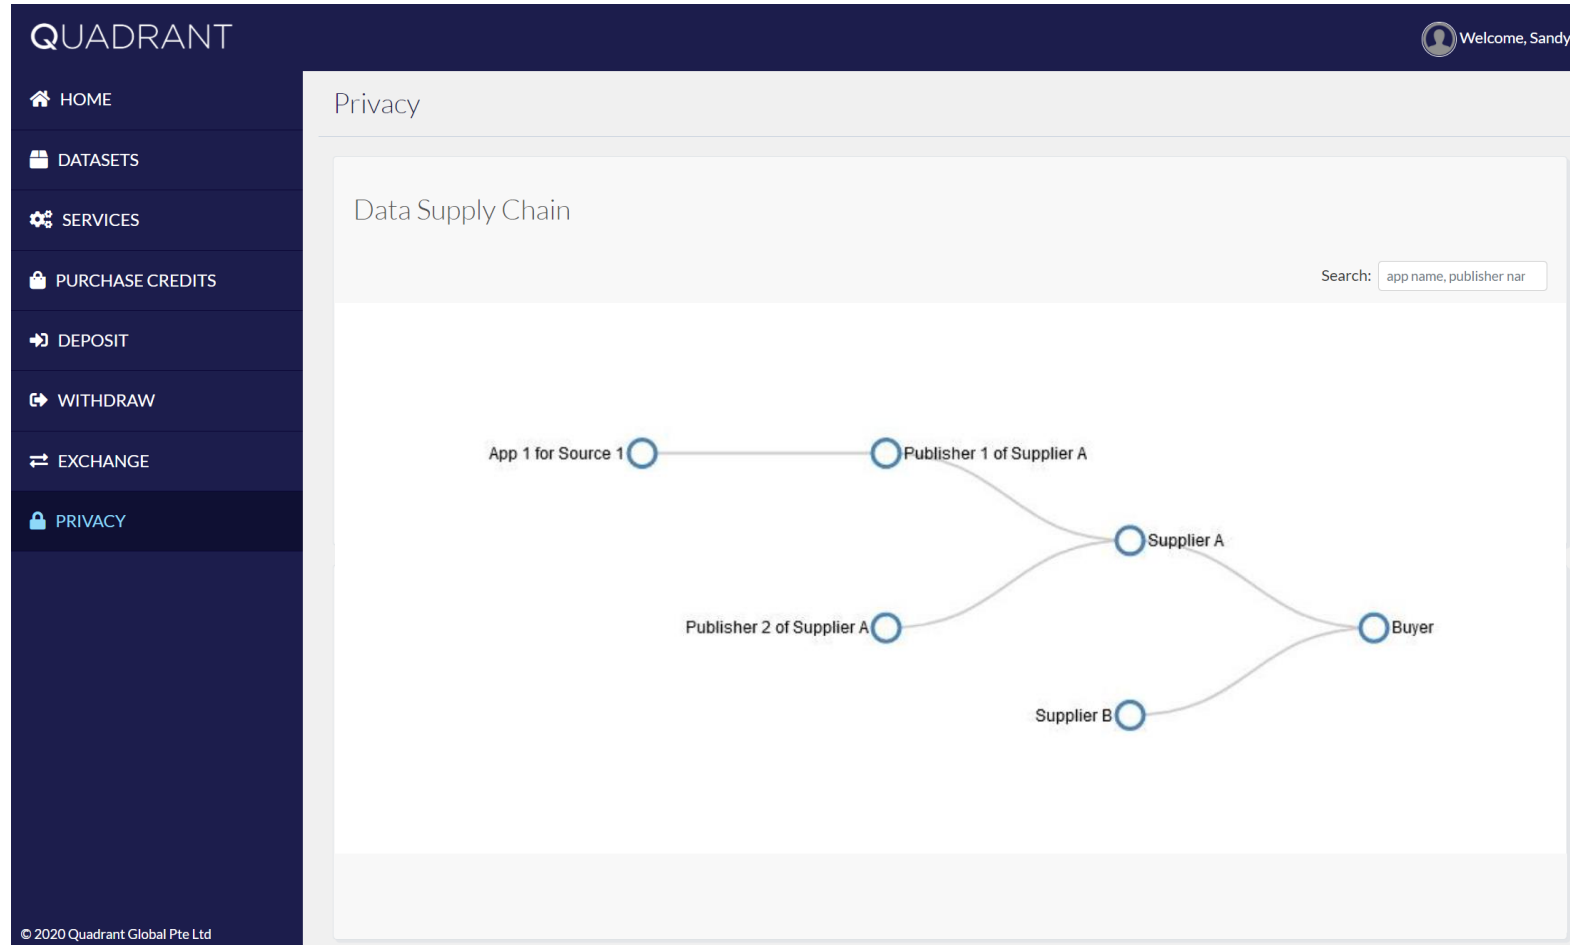 QUADRANT
Welcome, Sandy
HOME
DATASETS
SERVICES
PURCHASE CREDITS
DEPOSIT
WITHDRAW
EXCHANGE
PRIVACY
© 2020 Quadrant Global Pte Ltd
Privacy
Data Supply Chain
Search: app name, publisher nar
App 1 for Source 1
Publisher 1 of Supplier A
Supplier A
Publisher 2 of Supplier A
Buyer
Supplier B